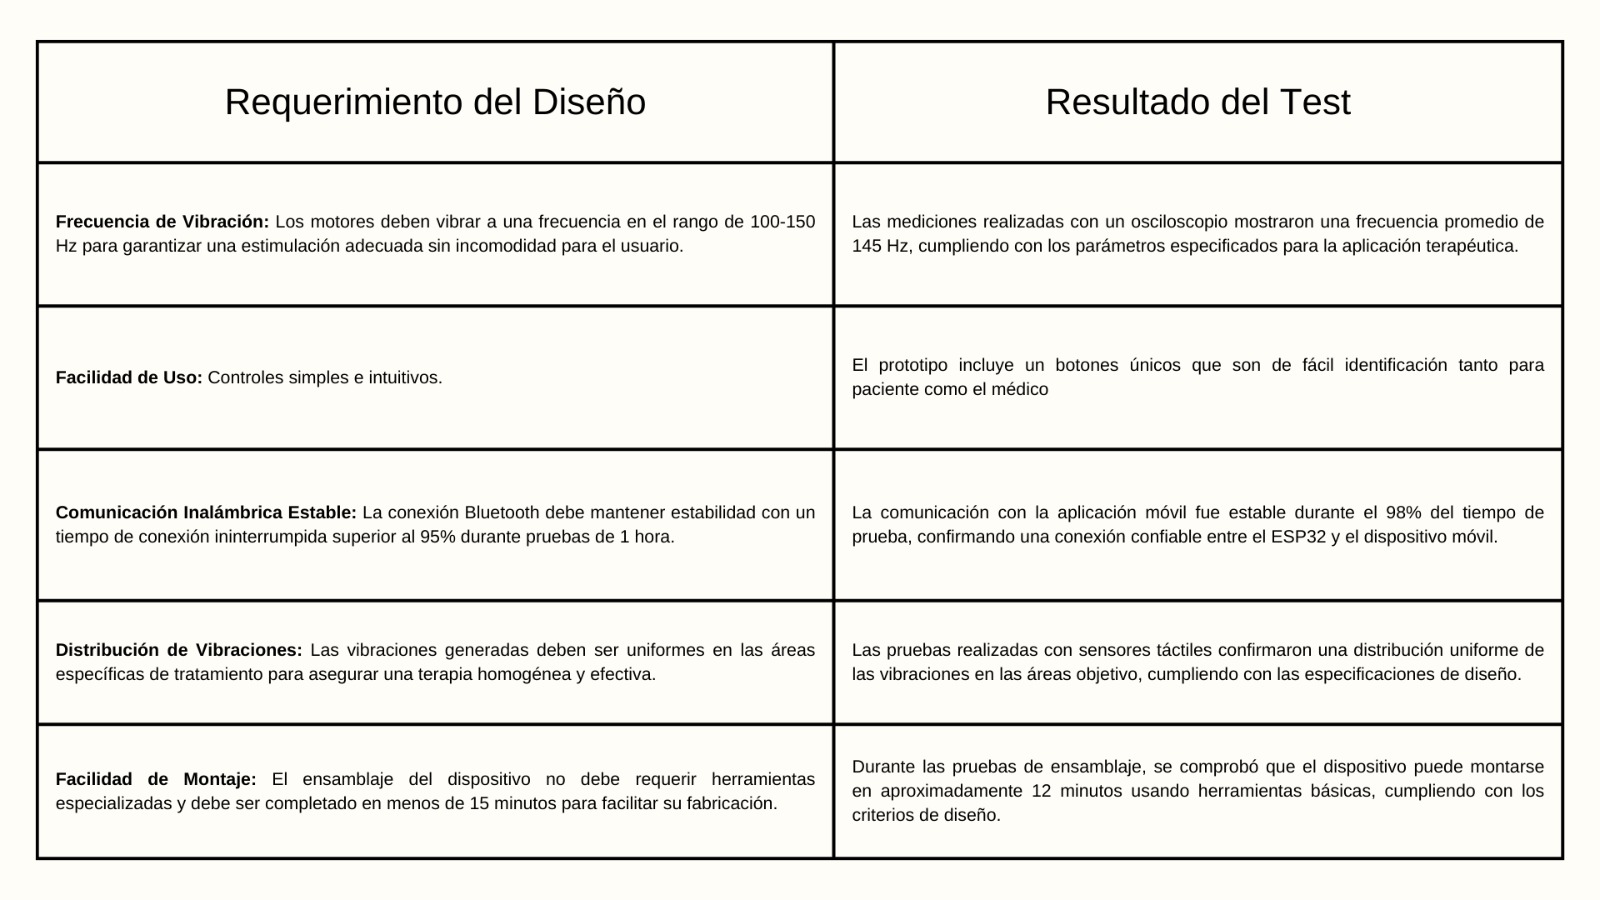 Requerimiento del Diseño
Resultado del Test
Frecuencia de Vibración: Los motores deben vibrar a una frecuencia en el rango de 100-150
Hz para garantizar una estimulación adecuada sin incomodidad para el usuario.
Las mediciones realizadas con un osciloscopio mostraron una frecuencia promedio de
145 Hz, cumpliendo con los parámetros especificados para la aplicación terapéutica.
Facilidad de Uso: Controles simples e intuitivos.
El prototipo incluye un botones únicos que son de fácil identificación tanto para
paciente como el médico
Comunicación Inalámbrica Estable: La conexión Bluetooth debe mantener estabilidad con un
tiempo de conexión ininterrumpida superior al 95% durante pruebas de 1 hora.
La comunicación con la aplicación móvil fue estable durante el 98% del tiempo de
prueba, confirmando una conexión confiable entre el ESP32 y el dispositivo móvil.
Distribución de Vibraciones: Las vibraciones generadas deben ser uniformes en las áreas
específicas de tratamiento para asegurar una terapia homogénea y efectiva.
Las pruebas realizadas con sensores táctiles confirmaron una distribución uniforme de
las vibraciones en las áreas objetivo, cumpliendo con las especificaciones de diseño.
Facilidad de Montaje: El ensamblaje del dispositivo no debe requerir herramientas
especializadas y debe ser completado en menos de 15 minutos para facilitar su fabricación.
Durante las pruebas de ensamblaje, se comprobó que el dispositivo puede montarse
en aproximadamente 12 minutos usando herramientas básicas, cumpliendo con los
criterios de diseño.